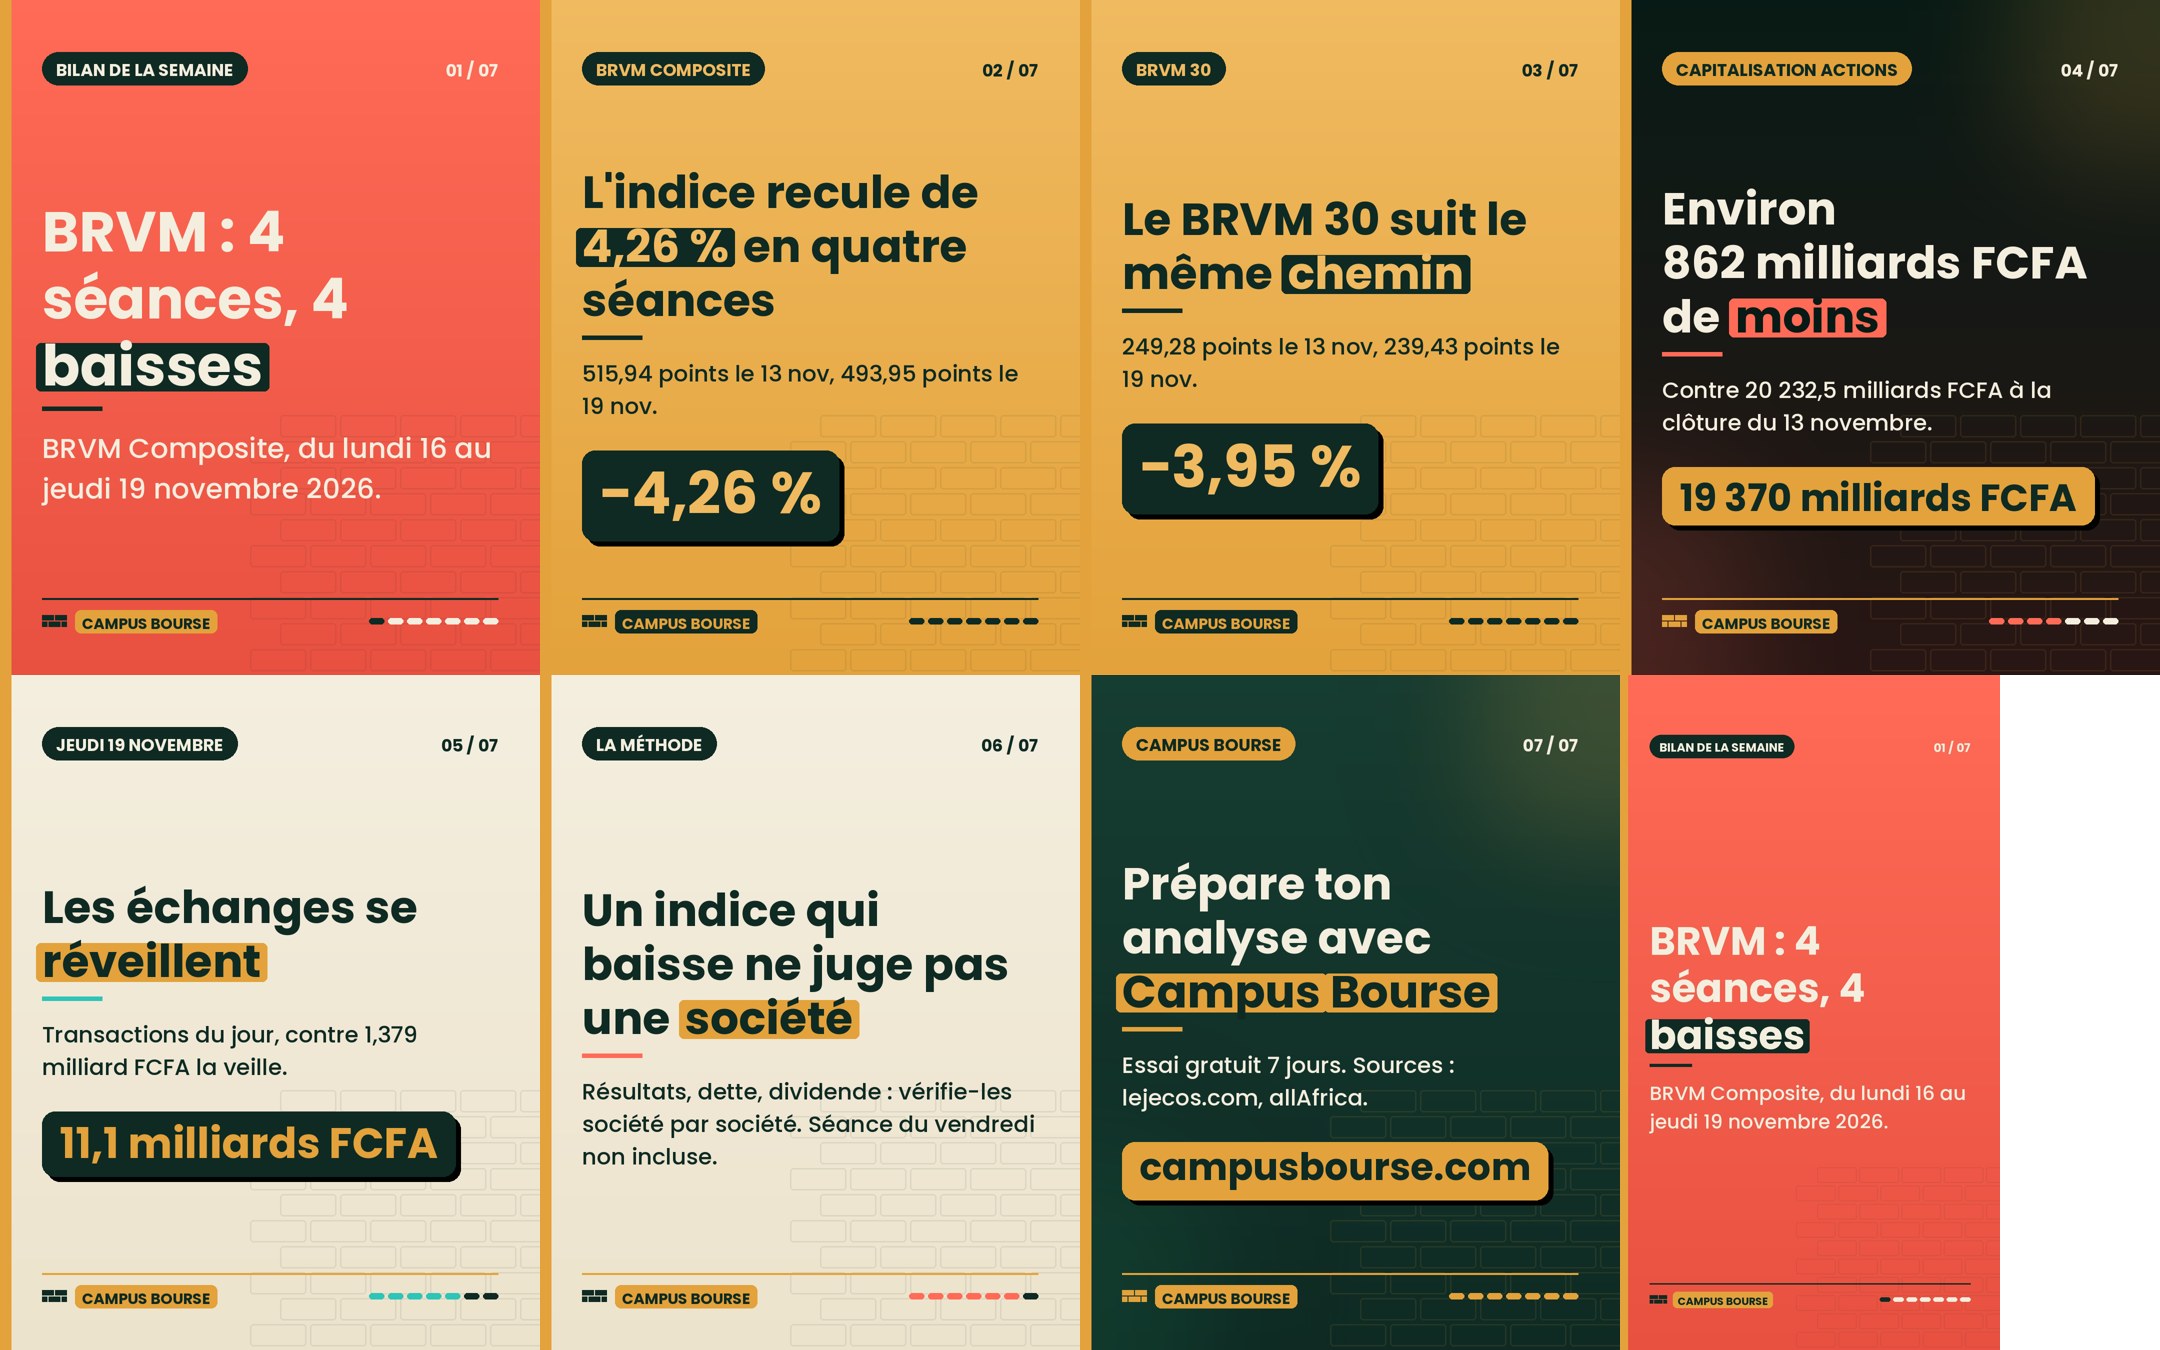 BILAN DE LA SEMAINE
01 / 07
BRVM : 4
séances, 4
baisses
BRVM Composite, du lundi 16 au
jeudi 19 novembre 2026.
CAMPUS BOURSE
BRVM COMPOSITE
02 / 07
L'indice recule de
4,26 % en quatre
séances
515,94 points le 13 nov, 493,95 points le
19 nov.
−4,26 %
CAMPUS BOURSE
BRVM 30
03 / 07
Le BRVM 30 suit le
même chemin
249,28 points le 13 nov, 239,43 points le
19 nov.
−3,95 %
CAMPUS BOURSE
CAPITALISATION ACTIONS
04 / 07
Environ
862 milliards FCFA
de moins
Contre 20 232,5 milliards FCFA à la
clôture du 13 novembre.
19 370 milliards FCFA
CAMPUS BOURSE
JEUDI 19 NOVEMBRE
05 / 07
Les échanges se
réveillent
Transactions du jour, contre 1,379
milliard FCFA la veille.
11,1 milliards FCFA
CAMPUS BOURSE
LA MÉTHODE
06 / 07
Un indice qui
baisse ne juge pas
une société
Résultats, dette, dividende : vérifie-les
société par société. Séance du vendredi
non incluse.
CAMPUS BOURSE
CAMPUS BOURSE
07 / 07
Prépare ton
analyse avec
Campus Bourse
Essai gratuit 7 jours. Sources :
lejecos.com, allAfrica.
campusbourse.com
CAMPUS BOURSE
BILAN DE LA SEMAINE
01 / 07
BRVM : 4
séances, 4
baisses
BRVM Composite, du lundi 16 au
jeudi 19 novembre 2026.
CAMPUS BOURSE